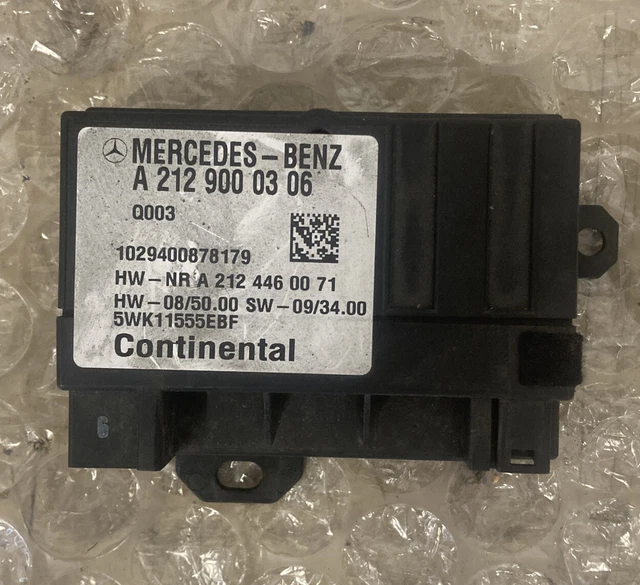 MERCEDES-BENZ
A 212 900 03 06
Q003
1029400878179
HW-NR A 212 446 00 71
HW-08/50.00 SW-09/34.00
5WK11555EBF
Continental
6